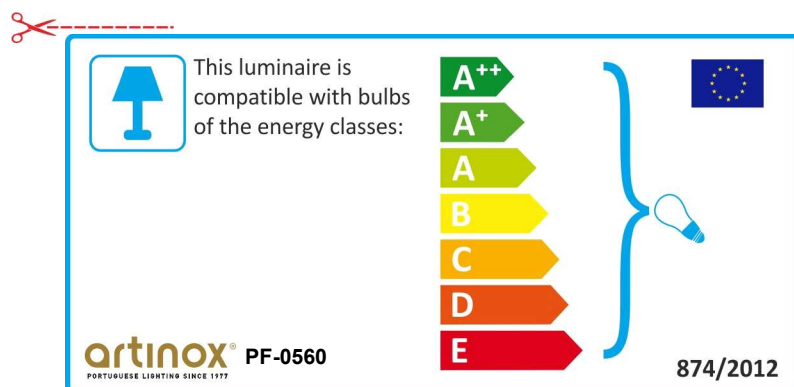 This luminaire is
compatible with bulbs
of the energy classes:
A++
A+
A
B
C
D
E
artinox® PF-0560
PORTUGUESE LIGHTING SINCE 1977
874/2012